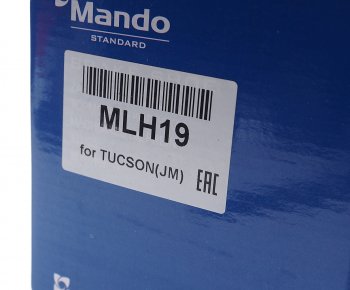 Mando
STANDARD
MLH19
for TUCSON(JM)
EAC